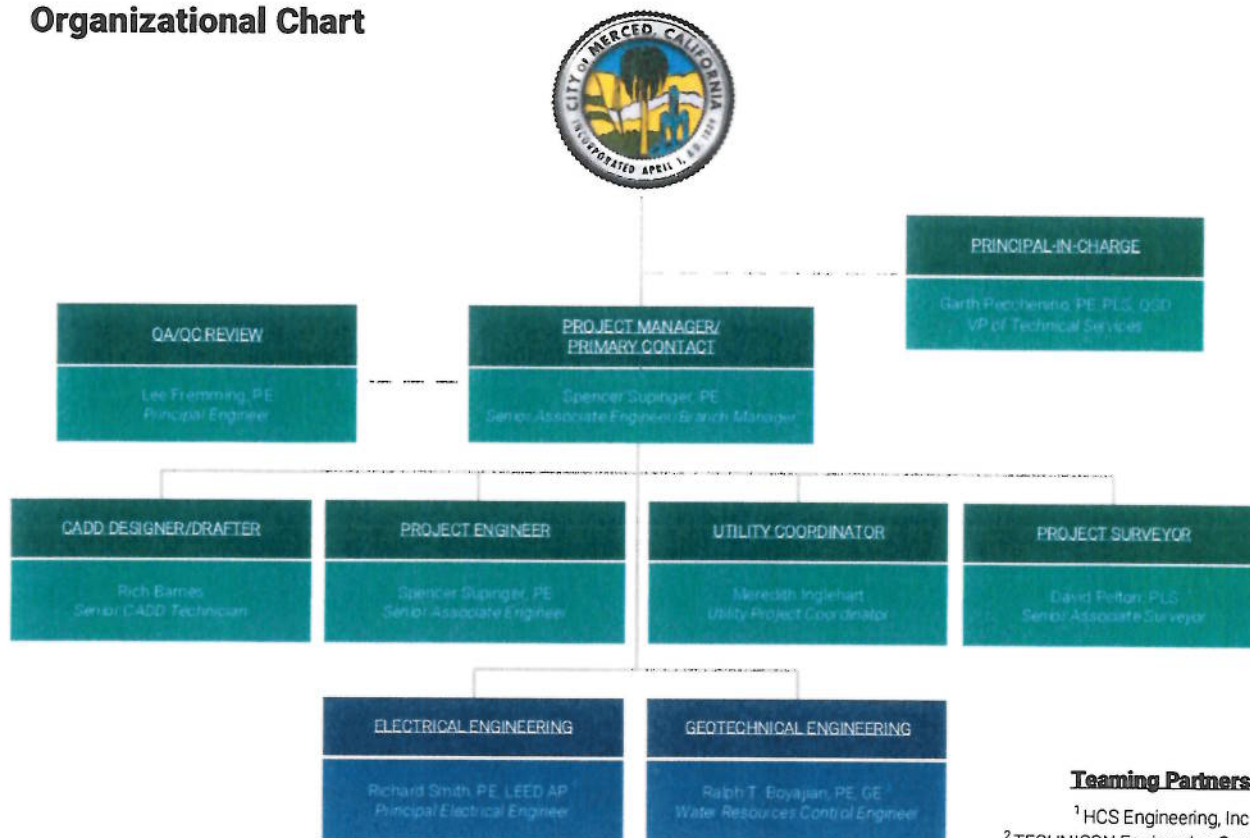 Organizational Chart
CITY OF MERCED, CALIFORNIA
INCORPORATED APRIL 1, A.D. 1889
PRINCIPAL-IN-CHARGE
Garth Pecchenino, PE, PLS, QSD
VP of Technical Services
QA/QC REVIEW
Lee Fremming, PE
Principal Engineer
PROJECT MANAGER/
PRIMARY CONTACT
Spencer Supinger, PE
Senior Associate Engineer/Branch Manager
CADD DESIGNER/DRAFTER
Rich Barnes
Senior CADD Technician
PROJECT ENGINEER
Spencer Supinger, PE
Senior Associate Engineer
UTILITY COORDINATOR
Meredith Inglehart
Utility Project Coordinator
PROJECT SURVEYOR
David Pelton, PLS
Senior Associate Surveyor
ELECTRICAL ENGINEERING
Richard Smith, PE, LEED AP
Principal Electrical Engineer
GEOTECHNICAL ENGINEERING
Ralph T. Boyajian, PE, GE
Water Resources Control Engineer
Teaming Partners
1 HCS Engineering, Inc